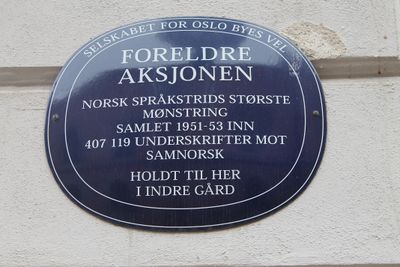 SELSKABET FOR OSLO BYES VEL
FORELDRE
AKSJONEN
NORSK SPRÅKSTRIDS STØRSTE
MØNSTRING
SAMLET 1951-53 INN
407 119 UNDERSKRIFTER MOT
SAMNORSK
HOLDT TIL HER
I INDRE GÅRD